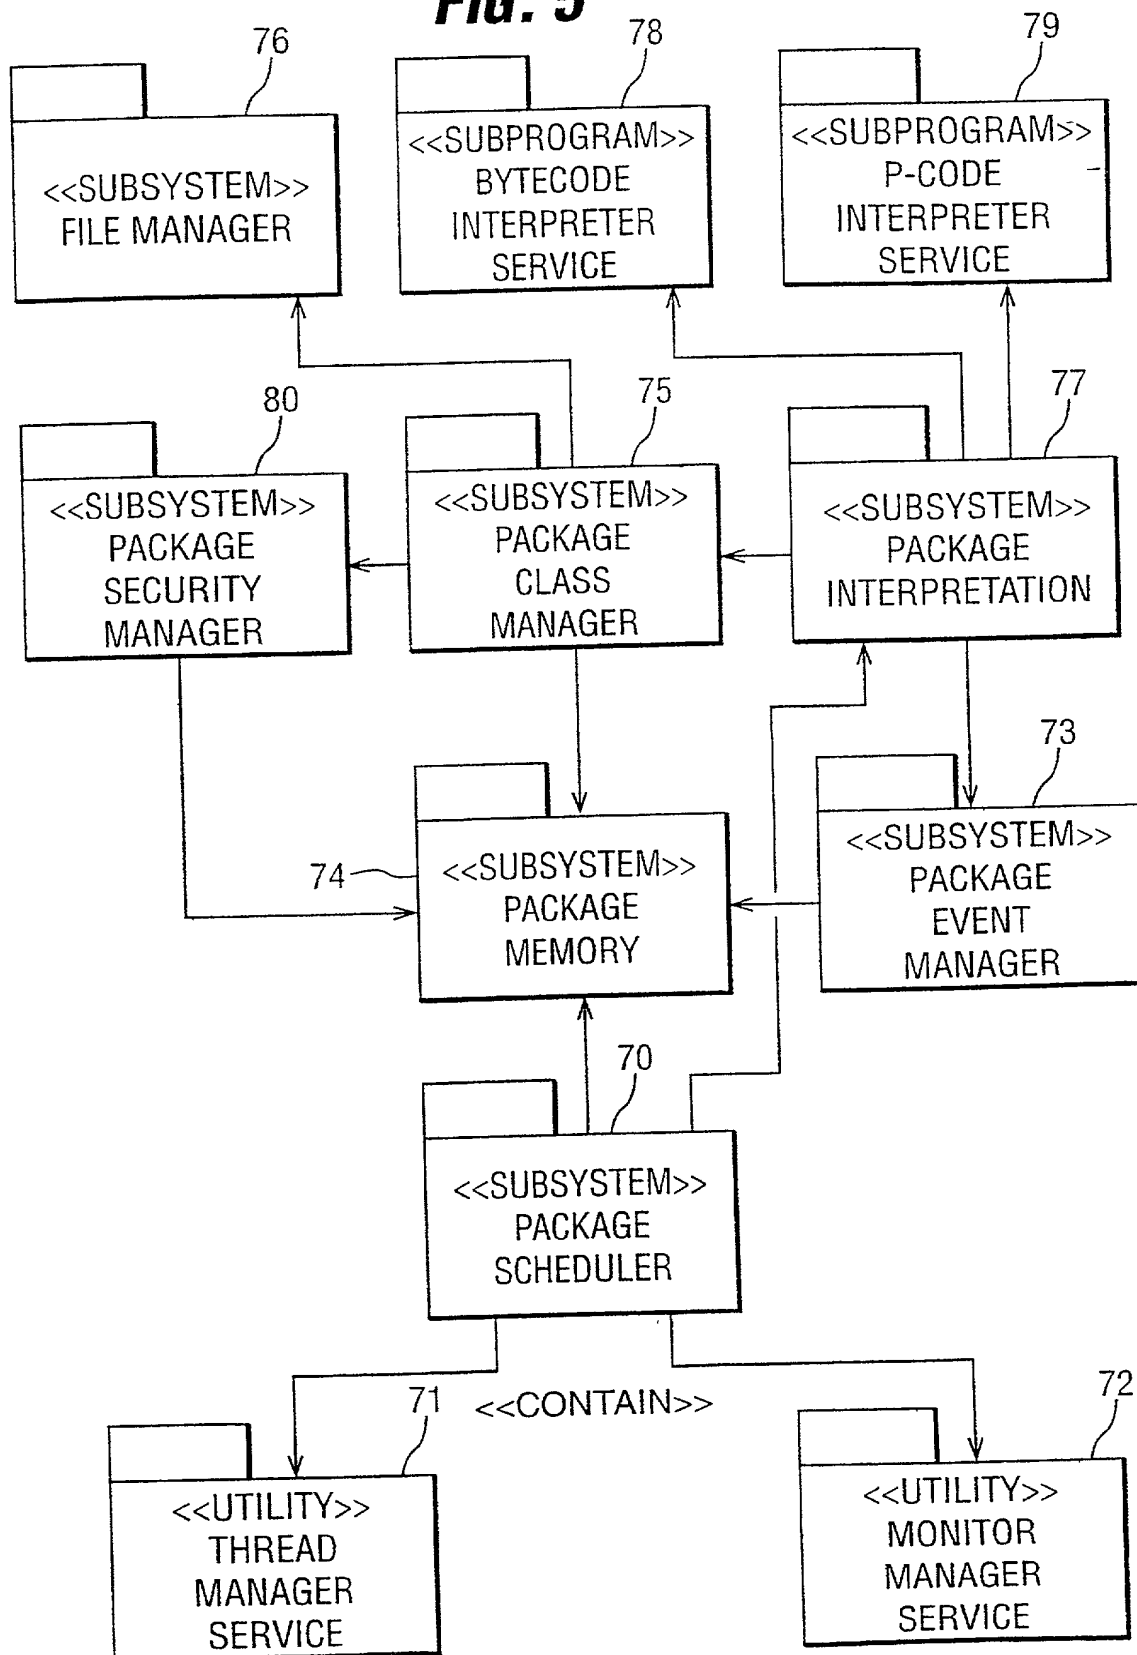 FIG. 5
76
78
79
<<SUBSYSTEM>>
FILE MANAGER
<<SUBPROGRAM>>
BYTECODE
INTERPRETER
SERVICE
<<SUBPROGRAM>>
P-CODE
INTERPRETER
SERVICE
80
75
77
<<SUBSYSTEM>>
PACKAGE
SECURITY
MANAGER
<<SUBSYSTEM>>
PACKAGE
CLASS
MANAGER
<<SUBSYSTEM>>
PACKAGE
INTERPRETATION
73
74
<<SUBSYSTEM>>
PACKAGE
MEMORY
<<SUBSYSTEM>>
PACKAGE
EVENT
MANAGER
70
<<SUBSYSTEM>>
PACKAGE
SCHEDULER
71
<<CONTAIN>>
72
<<UTILITY>>
THREAD
MANAGER
SERVICE
<<UTILITY>>
MONITOR
MANAGER
SERVICE